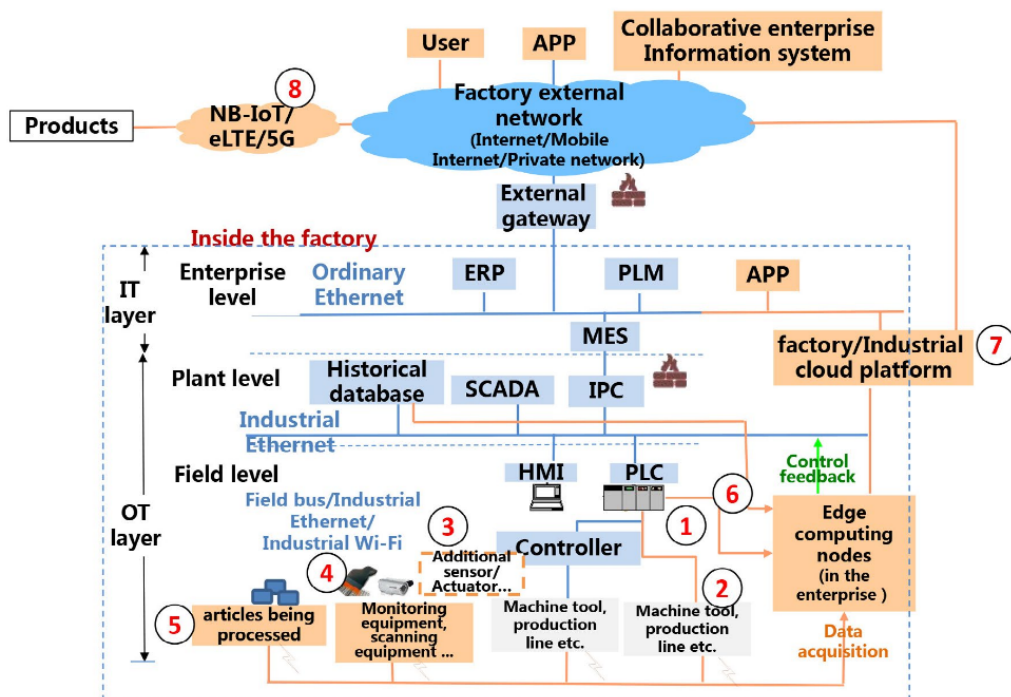 User
APP
Collaborative enterprise
Information system
8
Products
NB-IoT/
eLTE/5G
Factory external
network
(Internet/Mobile
Internet/Private network)
External
gateway
Inside the factory
IT
layer
Enterprise
level
Ordinary
Ethernet
ERP
PLM
APP
MES
7
factory/Industrial
cloud platform
Plant level
Historical
database
SCADA
IPC
Industrial
Ethernet
Field level
HMI
PLC
Control
feedback
6
1
OT
layer
Field bus/Industrial
Ethernet/
Industrial Wi-Fi
3
Controller
Edge
computing
nodes
(in the
enterprise )
4
Additional
sensor/
Actuator...
2
5
articles being
processed
Monitoring
equipment,
scanning
equipment ...
Machine tool,
production
line etc.
Machine tool,
production
line etc.
Data
acquisition